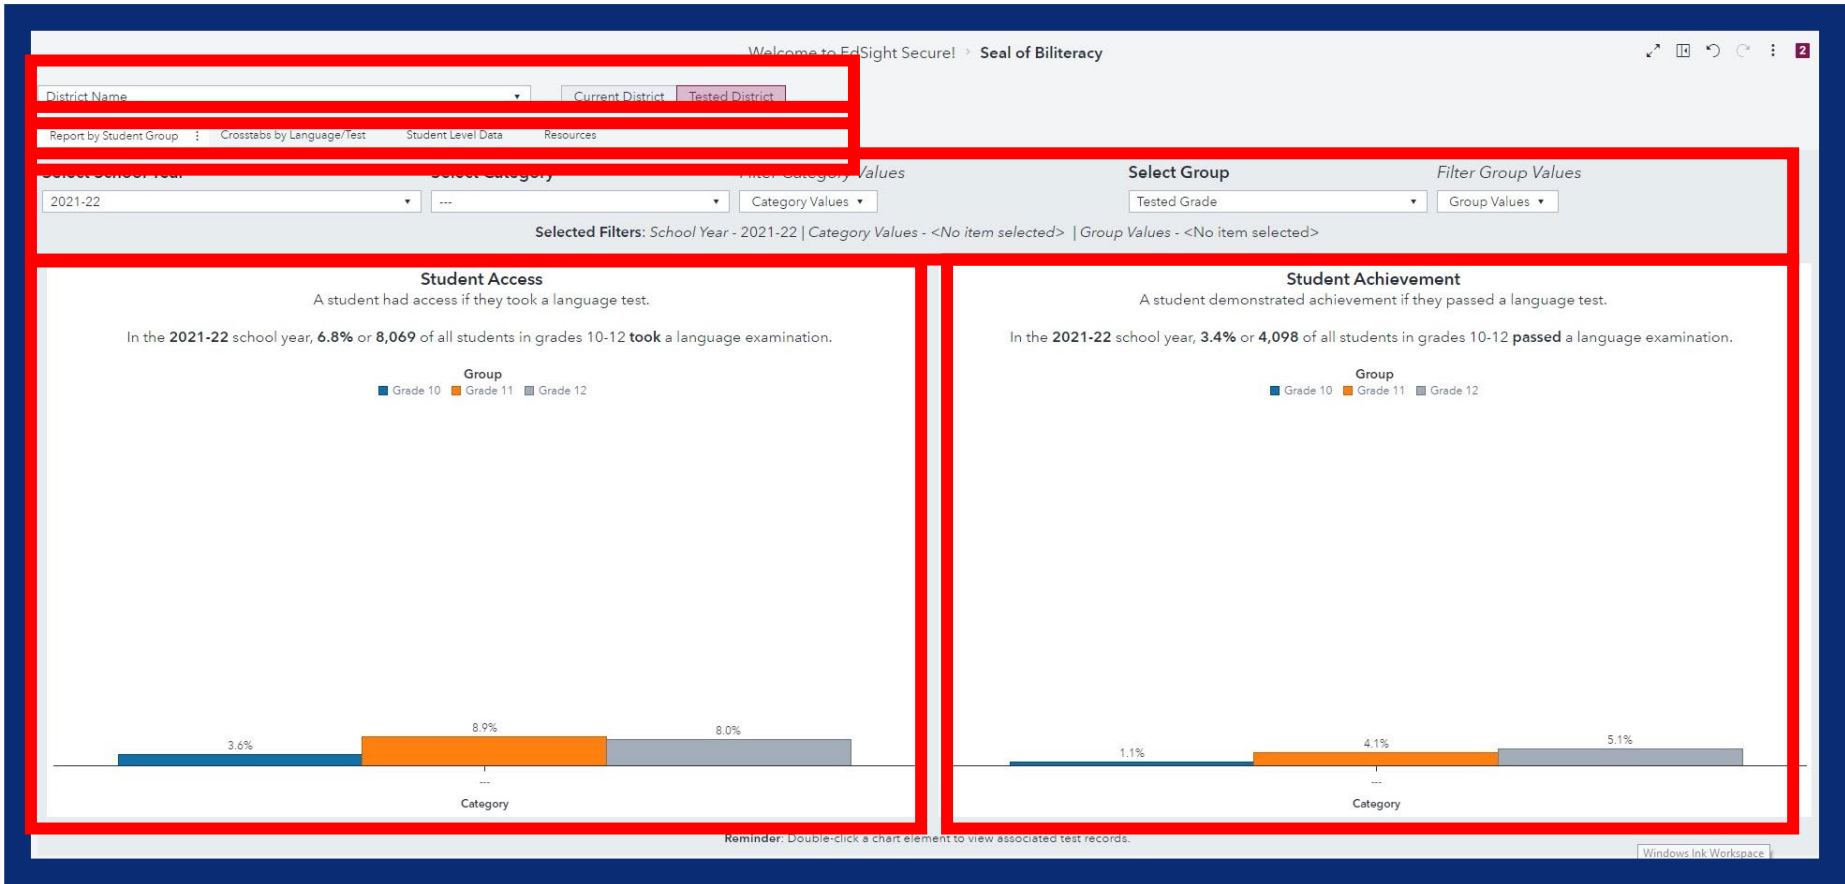 Welcome to EdSight Secure! > Seal of Biliteracy
2
District Name
Current District Tested District
Report by Student Group Crosstabs by Language/Test Student Level Data Resources
Select School Year Select Category Filter Category Values Select Group Filter Group Values
2021-22 --- Category Values Tested Grade Group Values
Selected Filters: School Year - 2021-22 | Category Values - <No item selected> | Group Values - <No item selected>
Student Access
A student had access if they took a language test.
In the 2021-22 school year, 6.8% or 8,069 of all students in grades 10-12 took a language examination.
Group
Grade 10 Grade 11 Grade 12
3.6% 8.9% 8.0%
---
Category
Student Achievement
A student demonstrated achievement if they passed a language test.
In the 2021-22 school year, 3.4% or 4,098 of all students in grades 10-12 passed a language examination.
Group
Grade 10 Grade 11 Grade 12
1.1% 4.1% 5.1%
---
Category
Reminder: Double-click a chart element to view associated test records.
Windows Ink Workspace